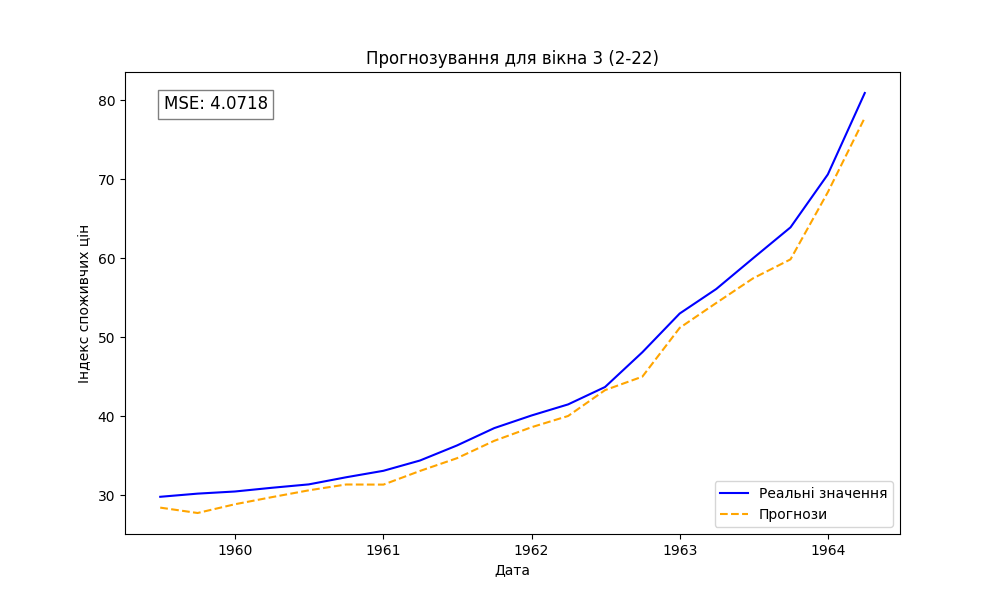 Прогнозування для вікна 3 (2-22)
MSE: 4.0718
80
70
60
50
40
30
Індекс споживчих цін
1960
1961
1962
1963
1964
Дата
Реальні значення
Прогнози